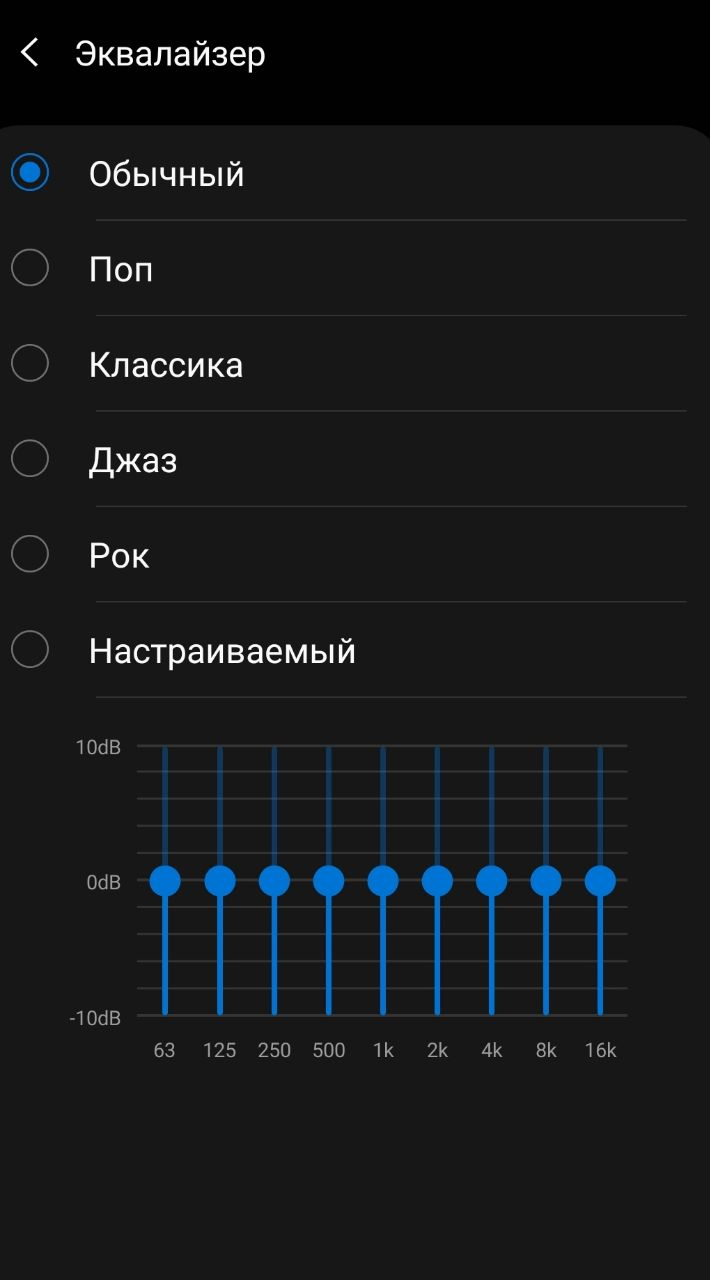 Эквалайзер
Обычный
Поп
Классика
Джаз
Рок
Настраиваемый
10dB
0dB
-10dB
63 125 250 500 1k 2k 4k 8k 16k